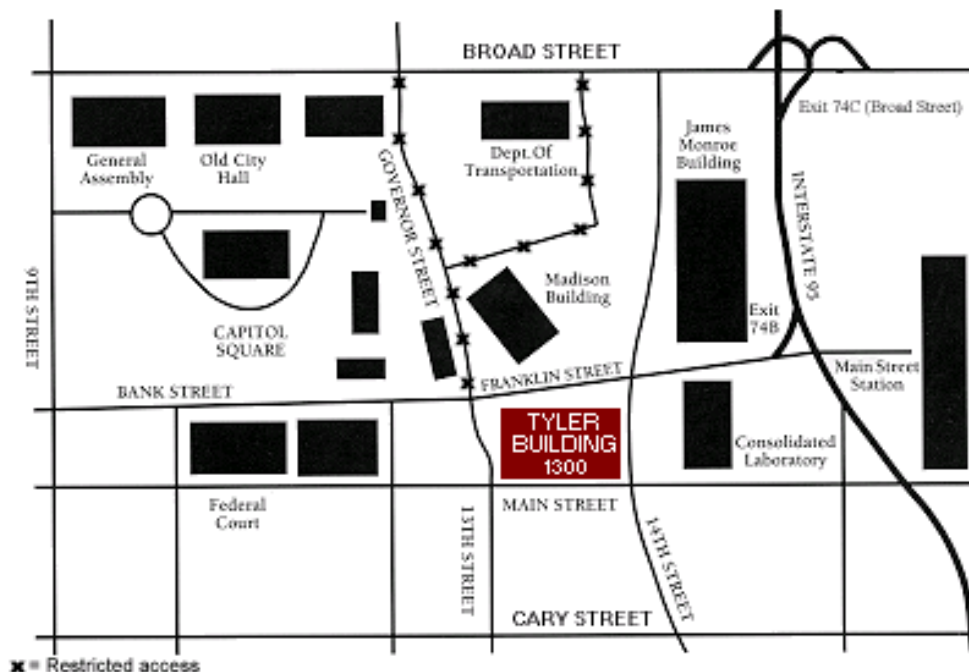 BROAD STREET
Exit 74C (Broad Street)
General
Assembly
Old City
Hall
GOVERNOR STREET
Dept. Of
Transportation
James
Monroe
Building
INTERSTATE 95
9TH STREET
CAPITOL
SQUARE
Madison
Building
Exit
74B
Main Street
Station
BANK STREET
FRANKLIN STREET
TYLER
BUILDING
1300
Consolidated
Laboratory
Federal
Court
MAIN STREET
13TH STREET
14TH STREET
CARY STREET
✖ = Restricted access